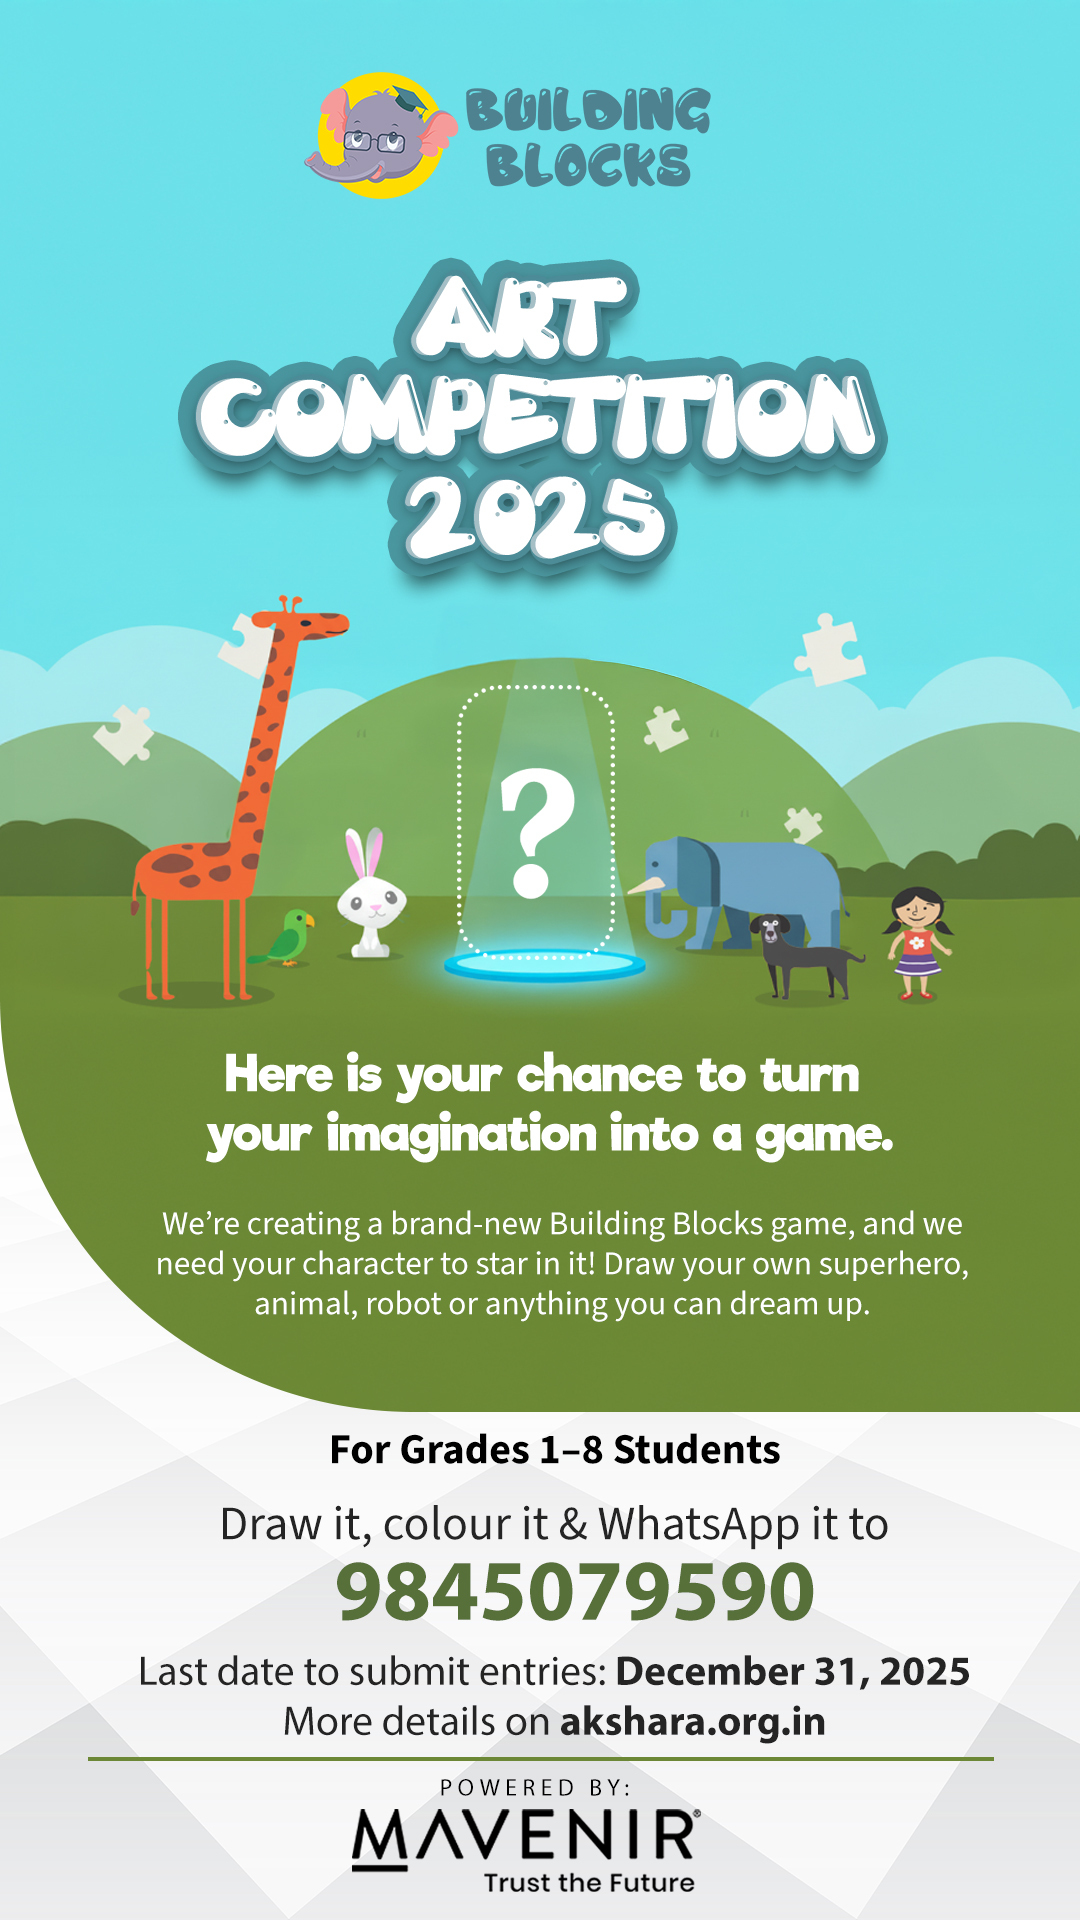 BUILDING
BLOCKS
ART
COMPETITION
2025
?
Here is your chance to turn
your imagination into a game.
We're creating a brand-new Building Blocks game, and we
need your character to star in it! Draw your own superhero,
animal, robot or anything you can dream up.
For Grades 1–8 Students
Draw it, colour it & WhatsApp it to
9845079590
Last date to submit entries: December 31, 2025
More details on akshara.org.in
POWERED BY:
MAVENIR®
Trust the Future